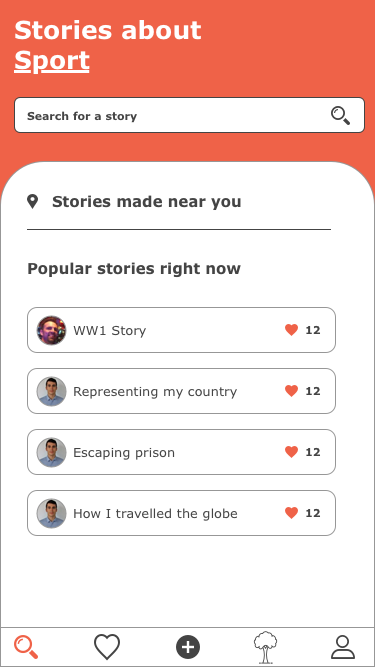 Stories about
Sport
Search for a story
Stories made near you
Popular stories right now
WW1 Story 12
Representing my country 12
Escaping prison 12
How I travelled the globe 12